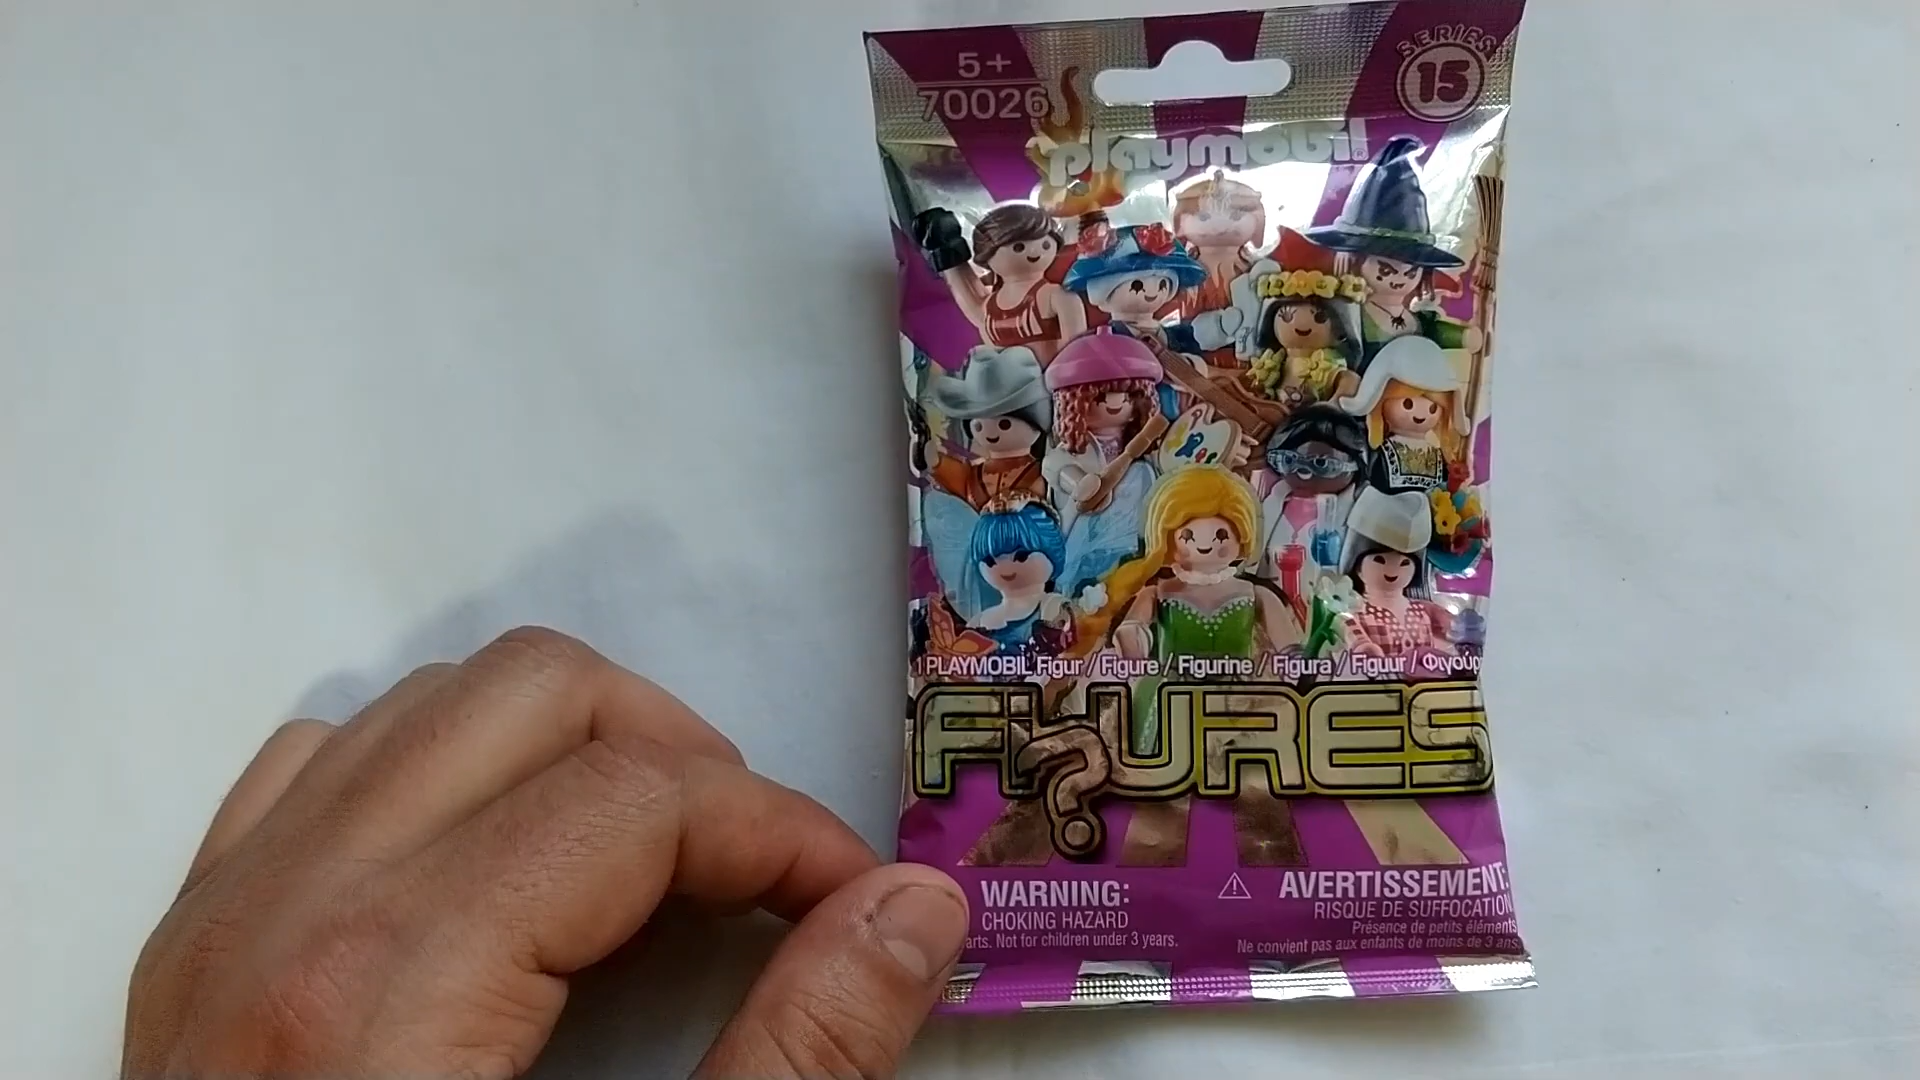 5+
70026
SERIES
15
playmobil
1 PLAYMOBIL Figur / Figure / Figurine / Figura / Figuur / Φιγούρ
Fi?URES
WARNING:
CHOKING HAZARD
arts. Not for children under 3 years.
AVERTISSEMENT:
RISQUE DE SUFFOCATION
Présence de petits éléments
Ne convient pas aux enfants de moins de 3 ans.